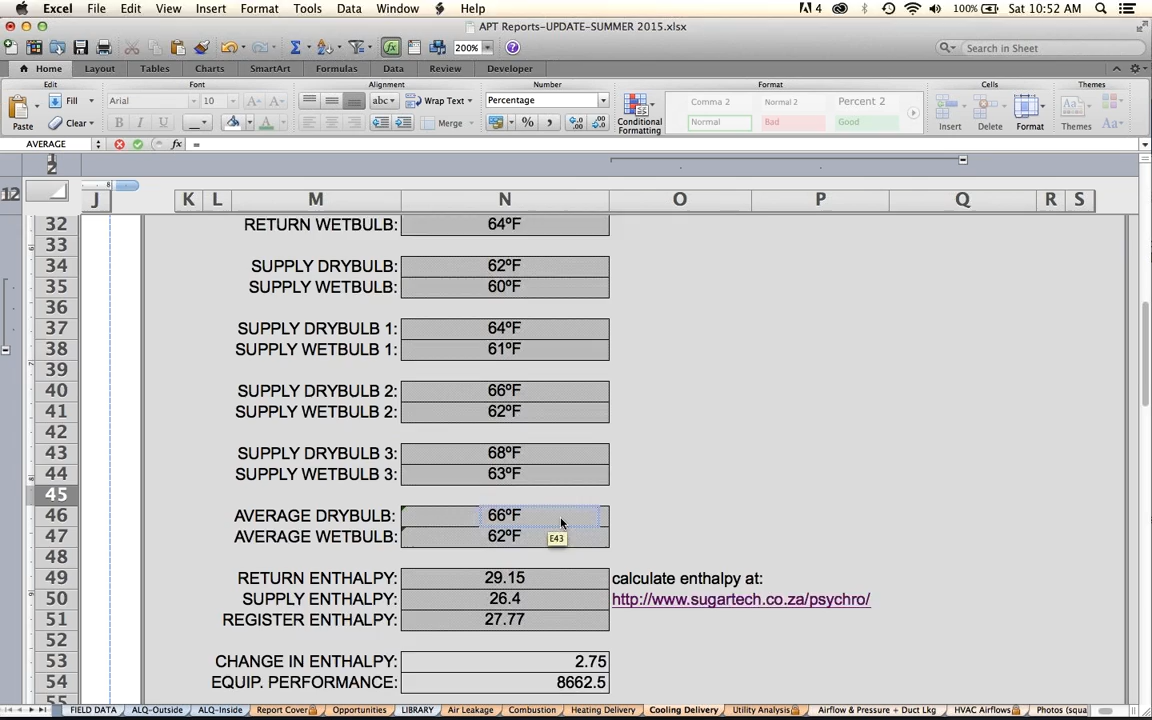 Excel File Edit View Insert Format Tools Data Window Help 4 100% Sat 10:52 AM
APT Reports-UPDATE-SUMMER 2015.xlsx
200% Search in Sheet
Home Layout Tables Charts SmartArt Formulas Data Review Developer
Edit Font Alignment Number Format Cells Themes
Paste Fill Arial 10 abc Wrap Text Percentage Conditional Formatting Comma 2 Normal 2 Percent 2 Insert Delete Format Themes Aa
Clear B I U A Merge % Normal Bad Good
AVERAGE fx =
1
2
12 J K L M N O P Q R S
32 RETURN WETBULB: 64ºF
33
34 SUPPLY DRYBULB: 62ºF
35 SUPPLY WETBULB: 60ºF
36
37 SUPPLY DRYBULB 1: 64ºF
38 SUPPLY WETBULB 1: 61ºF
39
40 SUPPLY DRYBULB 2: 66ºF
41 SUPPLY WETBULB 2: 62ºF
42
43 SUPPLY DRYBULB 3: 68ºF
44 SUPPLY WETBULB 3: 63ºF
45
46 AVERAGE DRYBULB: 66ºF
47 AVERAGE WETBULB: 62ºF E43
48
49 RETURN ENTHALPY: 29.15 calculate enthalpy at:
50 SUPPLY ENTHALPY: 26.4 http://www.sugartech.co.za/psychro/
51 REGISTER ENTHALPY: 27.77
52
53 CHANGE IN ENTHALPY: 2.75
54 EQUIP. PERFORMANCE: 8662.5
55
FIELD DATA ALQ-Outside ALQ-Inside Report Cover Opportunities LIBRARY Air Leakage Combustion Heating Delivery Cooling Delivery Utility Analysis Airflow & Pressure + Duct Lkg HVAC Airflows Photos (squa